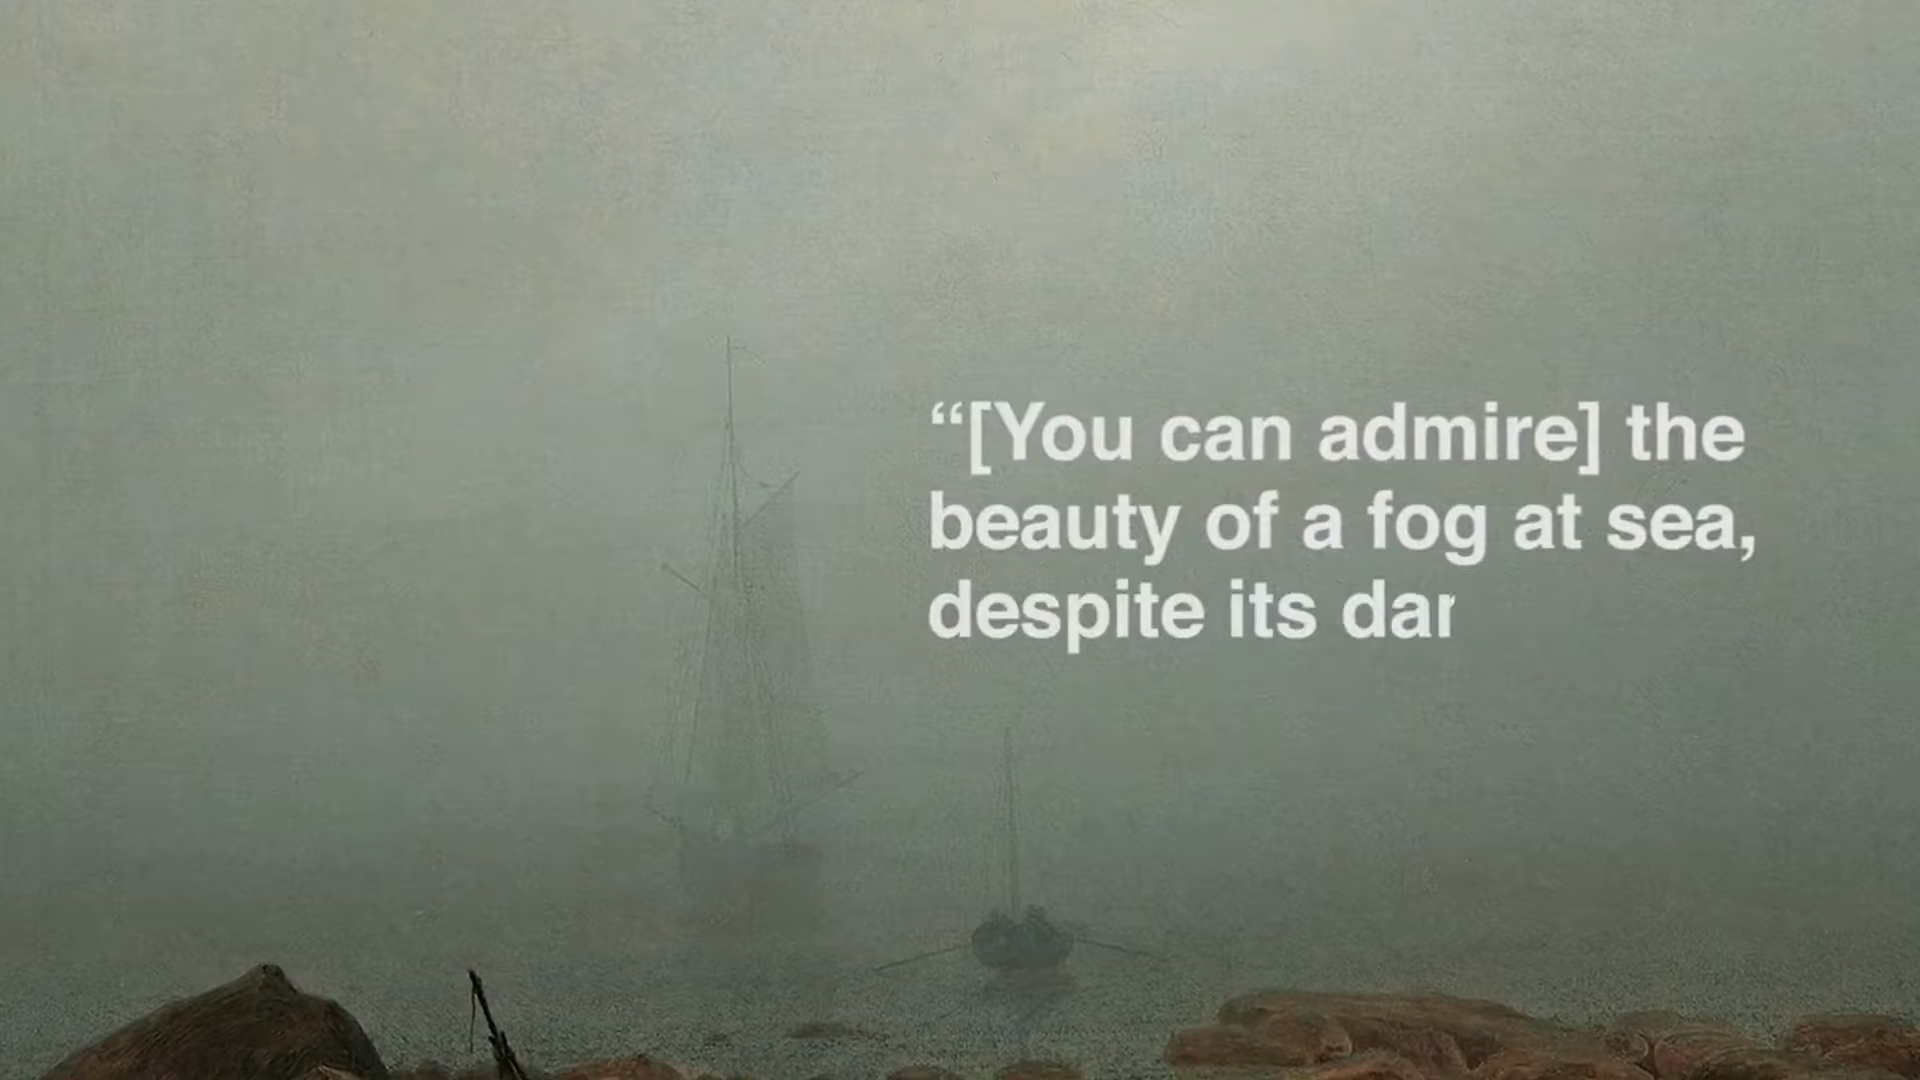 “[You can admire] the
beauty of a fog at sea,
despite its dar